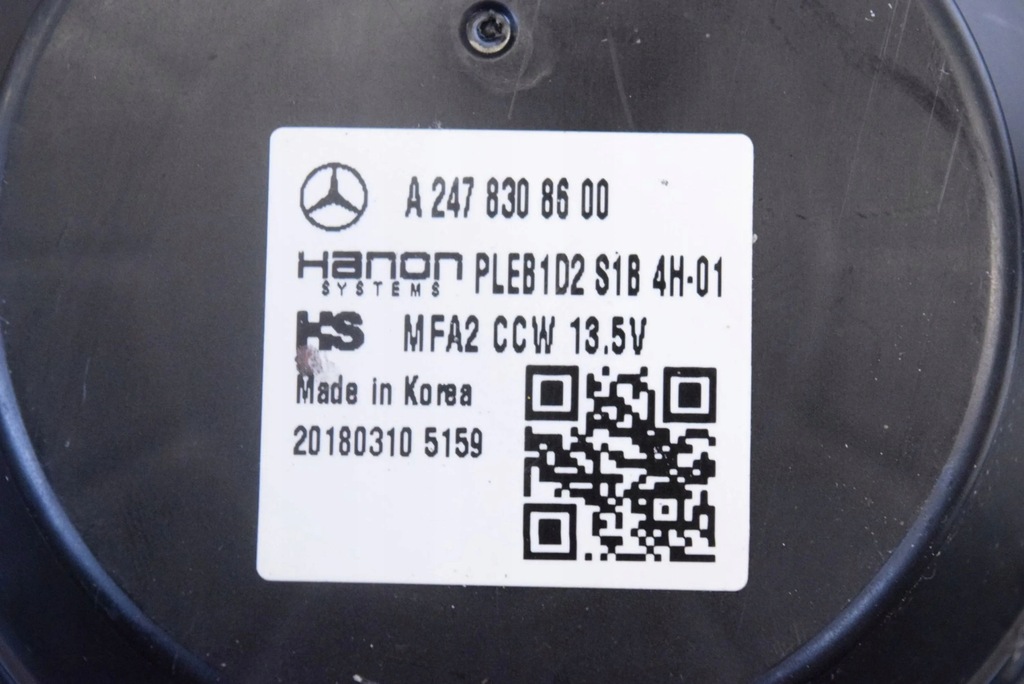 A 247 830 86 00
Hanon SYSTEMS PLEB1D2 S1B 4H-01
HS MFA2 CCW 13.5V
Made in Korea
20180310 5159